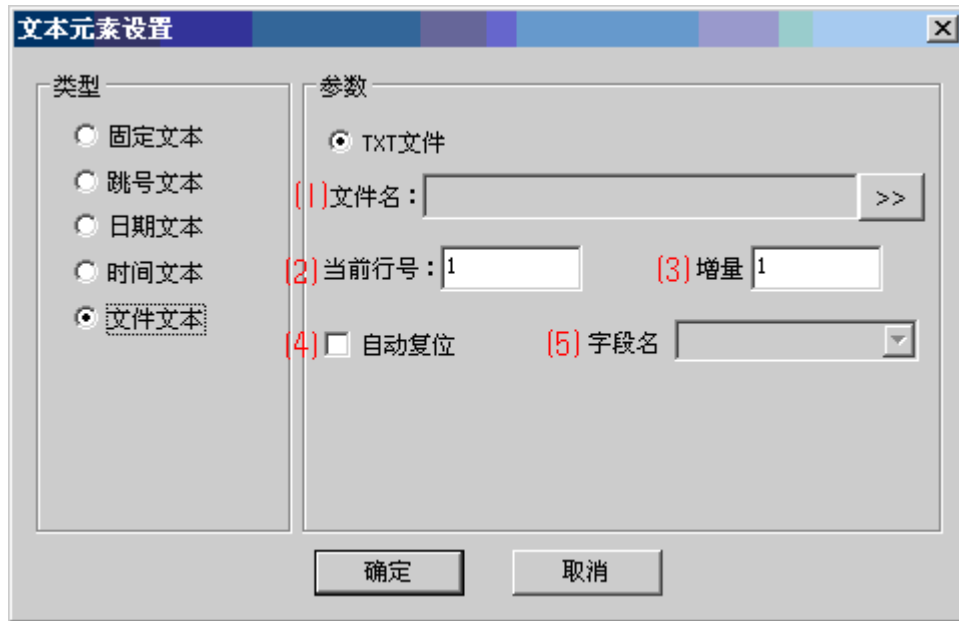 文本元素设置
类型
固定文本
跳号文本
日期文本
时间文本
文件文本
参数
TXT文件
(1)文件名：
>>
(2)当前行号：1
(3)增量 1
(4) 自动复位
(5)字段名
确定
取消